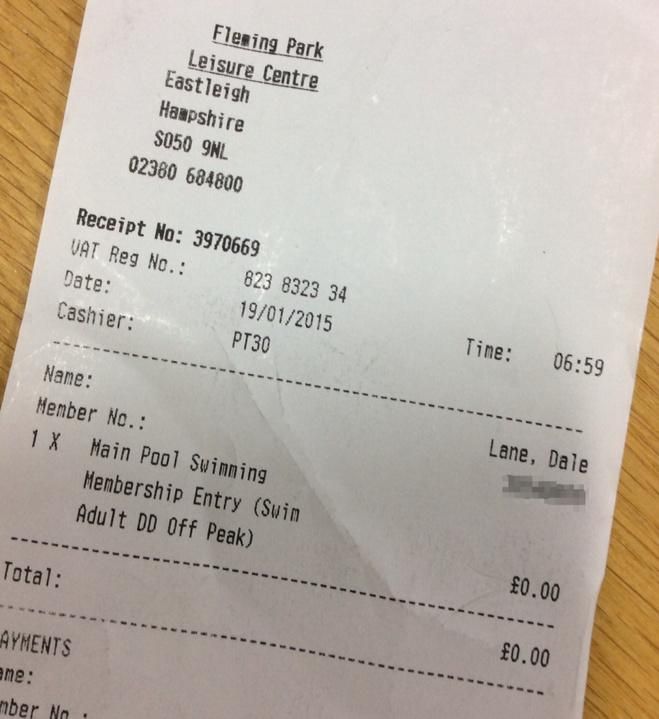 Fleming Park
Leisure Centre
Eastleigh
Hampshire
SO50 9NL
02380 684800
Receipt No: 3970669
VAT Reg No.: 823 8323 34
Date: 19/01/2015 Time: 06:59
Cashier: PT30
Name: Lane, Dale
Member No.:
1 X Main Pool Swimming
Membership Entry (Swim
Adult DD Off Peak) £0.00
Total: £0.00
AYMENTS
ame:
mber No.: